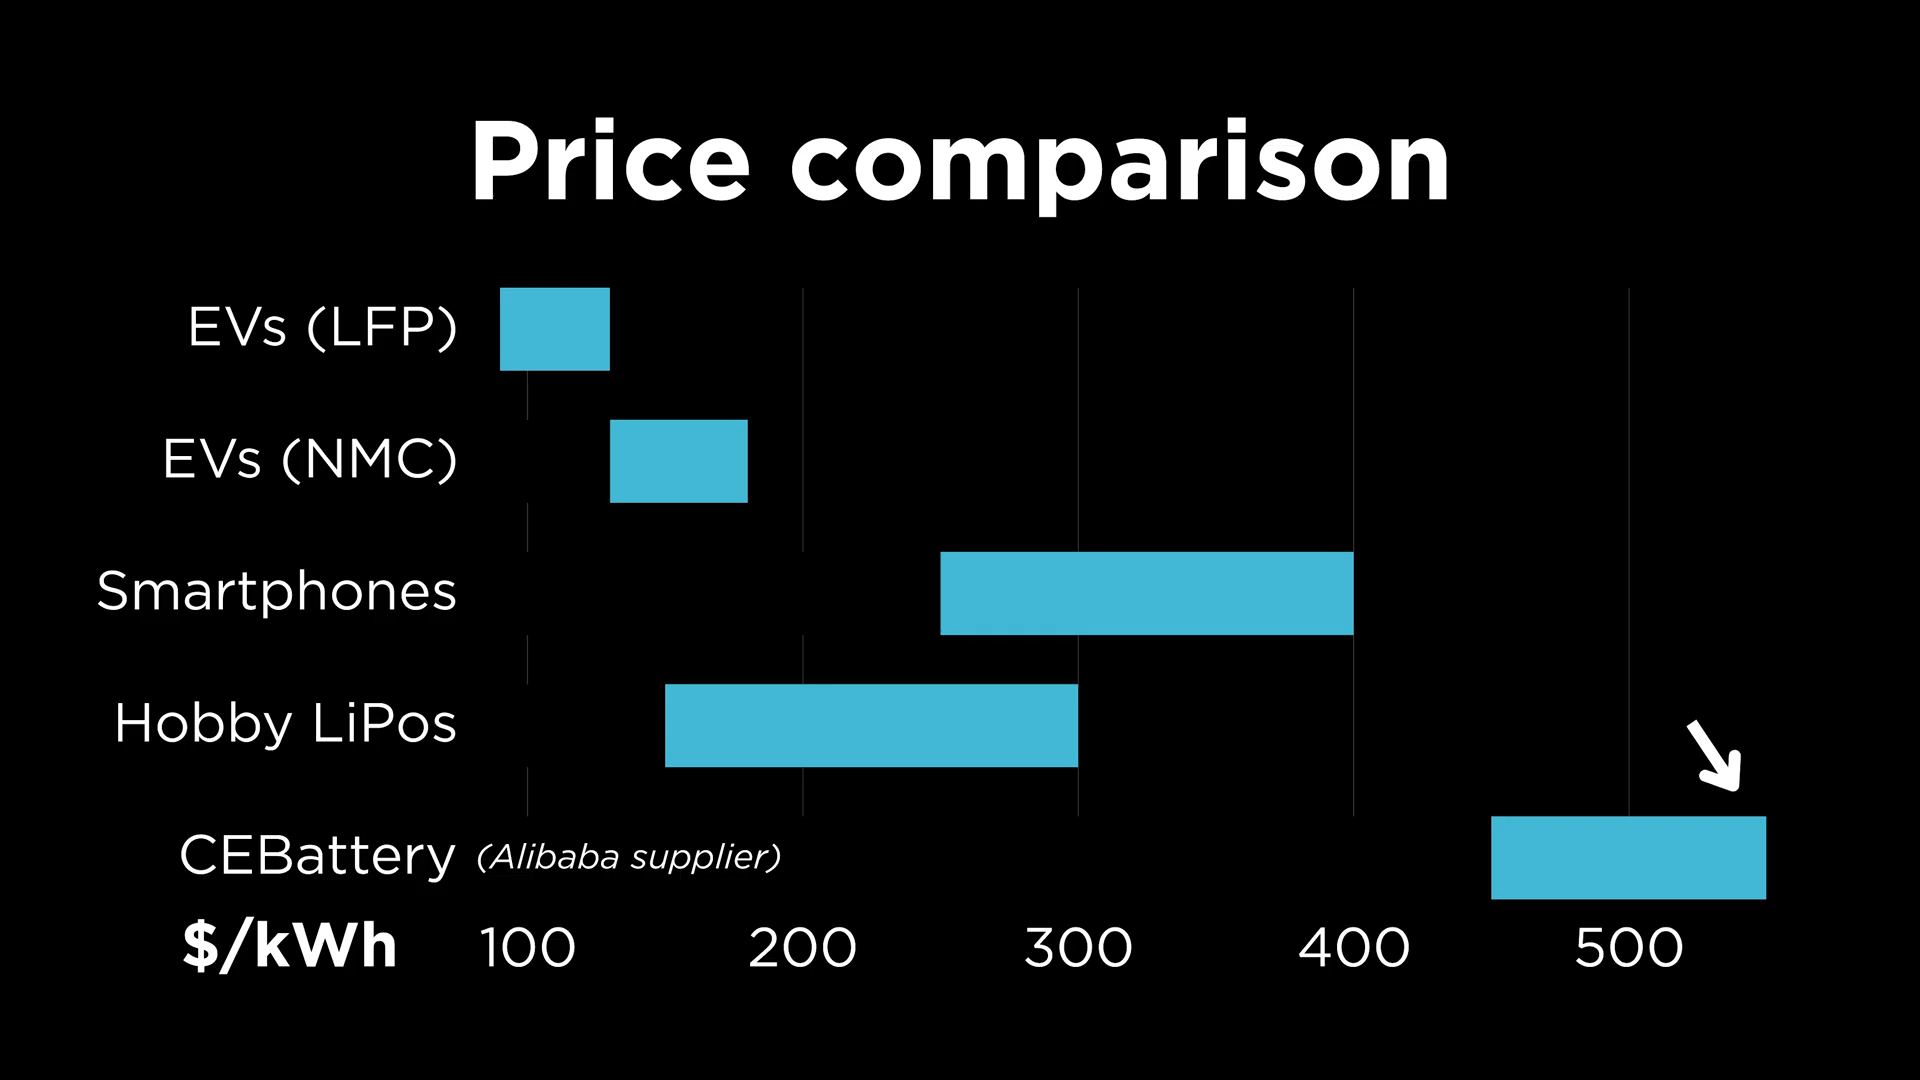 Price comparison
EVs (LFP)
EVs (NMC)
Smartphones
Hobby LiPos
CEBattery (Alibaba supplier)
$/kWh 100 200 300 400 500